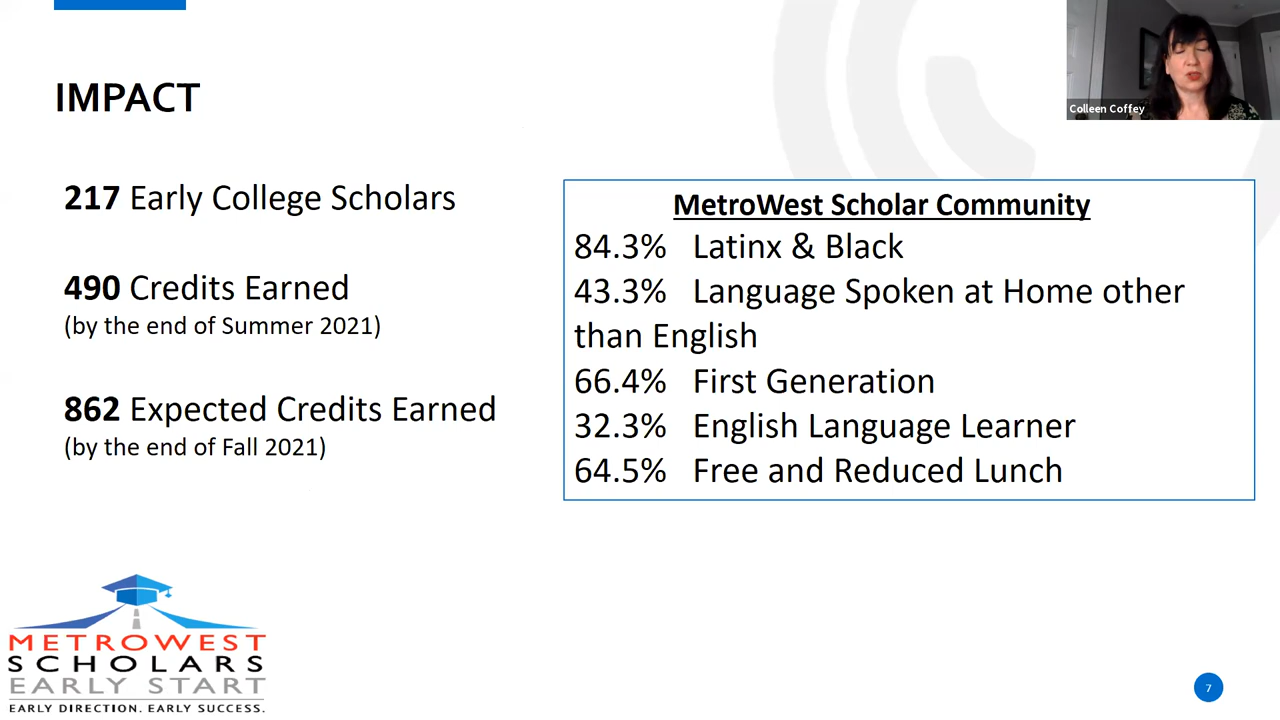 IMPACT
Colleen Coffey
217 Early College Scholars
490 Credits Earned
(by the end of Summer 2021)
862 Expected Credits Earned
(by the end of Fall 2021)
MetroWest Scholar Community
84.3% Latinx & Black
43.3% Language Spoken at Home other
than English
66.4% First Generation
32.3% English Language Learner
64.5% Free and Reduced Lunch
METROWEST
SCHOLARS
EARLY START
EARLY DIRECTION. EARLY SUCCESS.
7